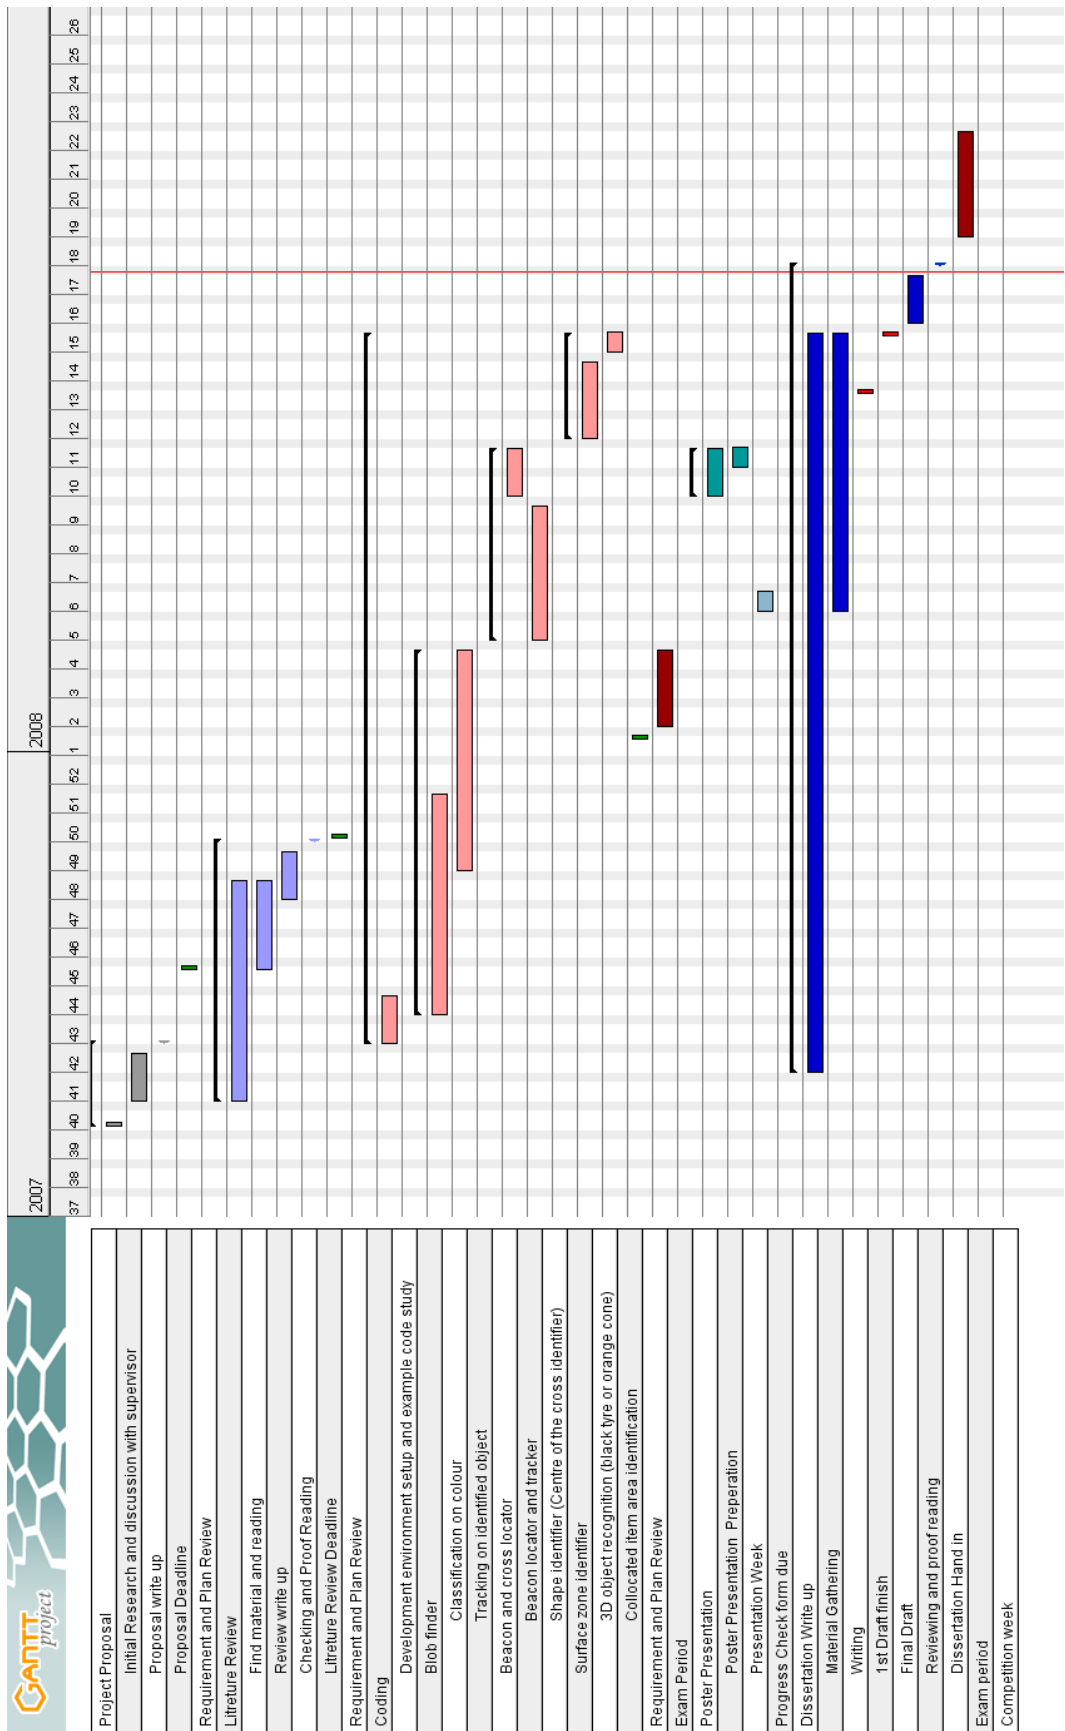 GANTT
project
2007
2008
37 38 39 40 41 42 43 44 45 46 47 48 49 50 51 52 1 2 3 4 5 6 7 8 9 10 11 12 13 14 15 16 17 18 19 20 21 22 23 24 25 26
Project Proposal
Initial Research and discussion with supervisor
Proposal write up
Proposal Deadline
Requirement and Plan Review
Litreture Review
Find material and reading
Review write up
Checking and Proof Reading
Litreture Review Deadline
Requirement and Plan Review
Coding
Development environment setup and example code study
Blob finder
Classification on colour
Tracking on identified object
Beacon and cross locator
Beacon locator and tracker
Shape identifier (Centre of the cross identifier)
Surface zone identifier
3D object recognition (black tyre or orange cone)
Collocated item area identification
Requirement and Plan Review
Exam Period
Poster Presentation
Poster Presentation Preperation
Presentation Week
Progress Check form due
Dissertation Write up
Material Gathering
Writing
1st Draft finish
Final Draft
Reviewing and proof reading
Dissertation Hand in
Exam period
Competition week